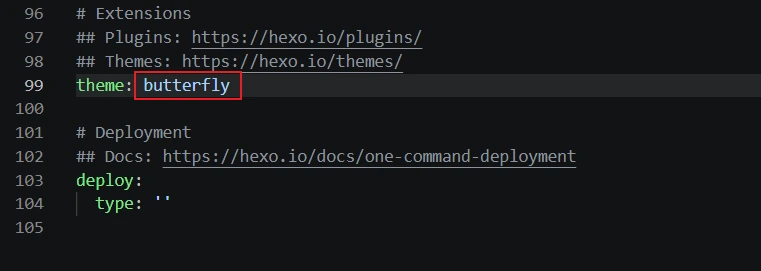 96 # Extensions
97 ## Plugins: https://hexo.io/plugins/
98 ## Themes: https://hexo.io/themes/
99 theme: butterfly
100
101 # Deployment
102 ## Docs: https://hexo.io/docs/one-command-deployment
103 deploy:
104   type: ''
105